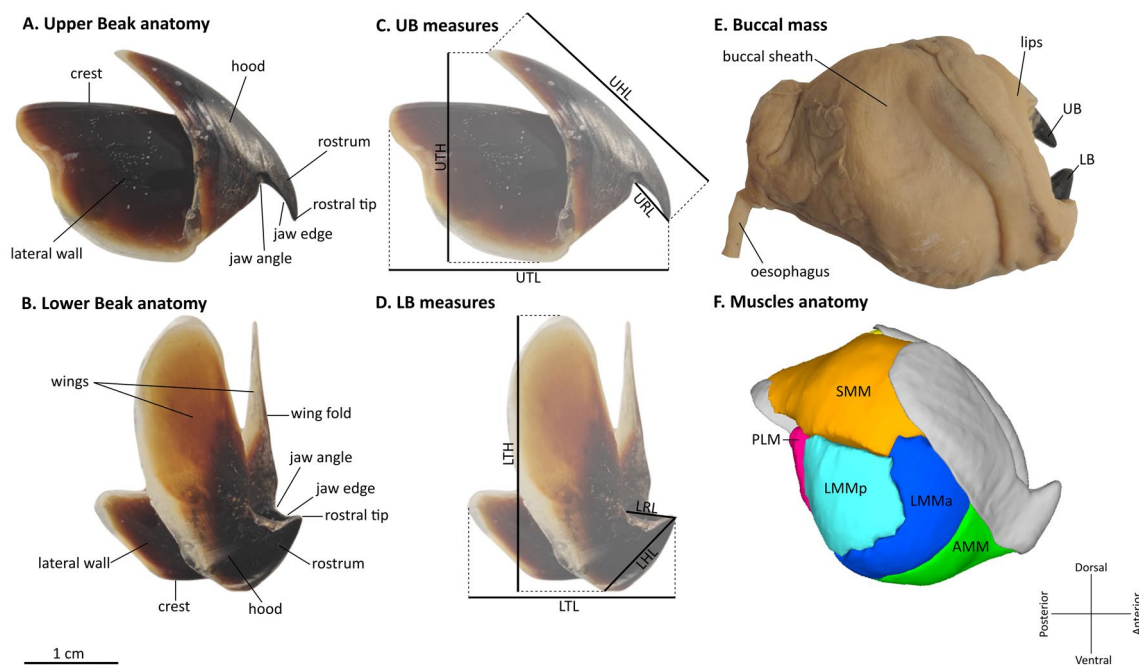 A. Upper Beak anatomy
crest
hood
rostrum
rostral tip
jaw edge
jaw angle
lateral wall
B. Lower Beak anatomy
wings
wing fold
jaw angle
jaw edge
rostral tip
lateral wall
rostrum
crest
hood
1 cm
C. UB measures
UHL
UTH
URL
UTL
D. LB measures
LTH
LRL
LHL
LTL
E. Buccal mass
lips
buccal sheath
UB
LB
oesophagus
F. Muscles anatomy
SMM
PLM
LMMp
LMMa
AMM
Dorsal
Posterior
Anterior
Ventral